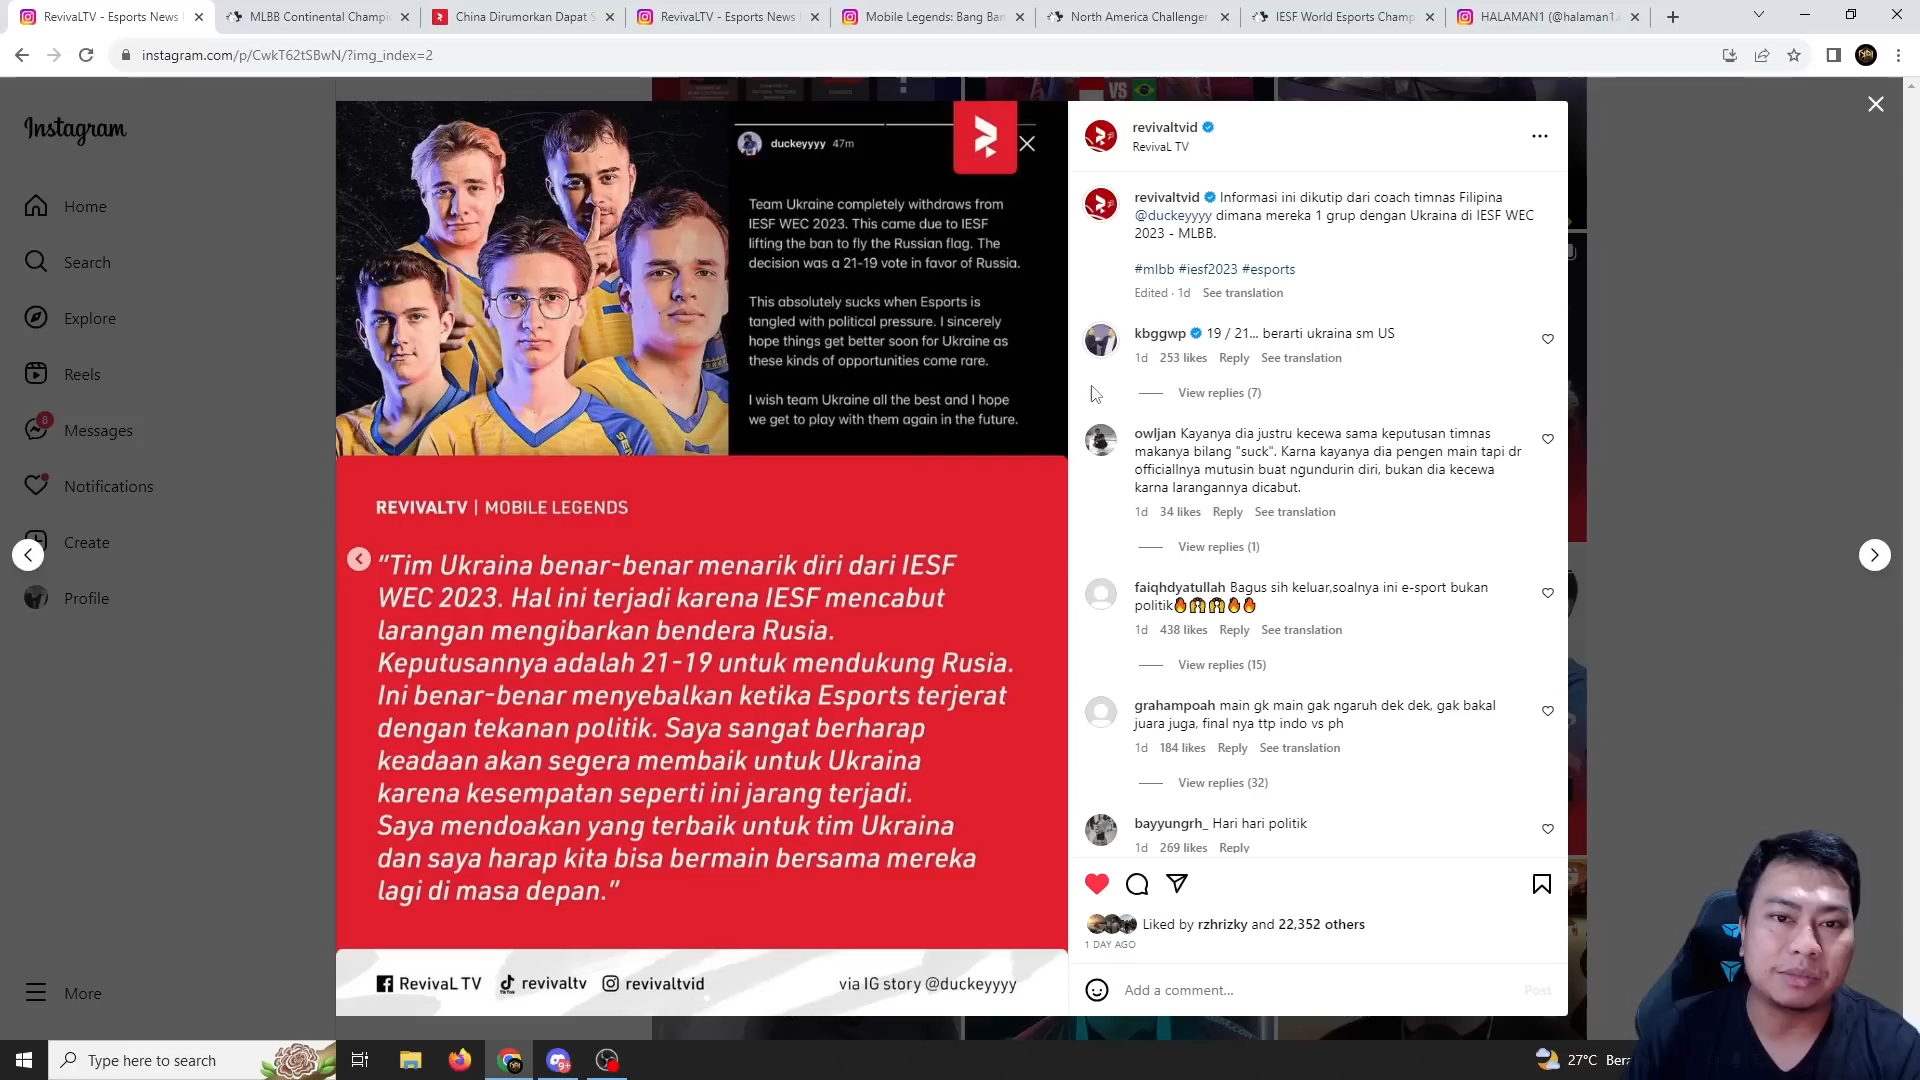 RevivaLTV - Esports News
MLBB Continental Champi
China Dirumorkan Dapat S
RevivaLTV - Esports News
Mobile Legends: Bang Ban
North America Challenger
IESF World Esports Champ
HALAMAN1 (@halaman1.
instagram.com/p/CwkT62tSBwN/?img_index=2
Instagram
Home
Search
Explore
Reels
8
Messages
Notifications
Create
Profile
More
VS
duckeyyyy 47m
Team Ukraine completely withdraws from
IESF WEC 2023. This came due to IESF
lifting the ban to fly the Russian flag. The
decision was a 21-19 vote in favor of Russia.
This absolutely sucks when Esports is
tangled with political pressure. I sincerely
hope things get better soon for Ukraine as
these kinds of opportunities come rare.
I wish team Ukraine all the best and I hope
we get to play with them again in the future.
REVIVALTV | MOBILE LEGENDS
“Tim Ukraina benar-benar menarik diri dari IESF
WEC 2023. Hal ini terjadi karena IESF mencabut
larangan mengibarkan bendera Rusia.
Keputusannya adalah 21-19 untuk mendukung Rusia.
Ini benar-benar menyebalkan ketika Esports terjerat
dengan tekanan politik. Saya sangat berharap
keadaan akan segera membaik untuk Ukraina
karena kesempatan seperti ini jarang terjadi.
Saya mendoakan yang terbaik untuk tim Ukraina
dan saya harap kita bisa bermain bersama mereka
lagi di masa depan.”
RevivaL TV revivaltv revivaltvid via IG story @duckeyyyy
revivaltvid
RevivaL TV
revivaltvid Informasi ini dikutip dari coach timnas Filipina
@duckeyyyy dimana mereka 1 grup dengan Ukraina di IESF WEC
2023 - MLBB.
#mlbb #iesf2023 #esports
Edited · 1d See translation
kbggwp 19 / 21... berarti ukraina sm US
1d 253 likes Reply See translation
View replies (7)
owljan Kayanya dia justru kecewa sama keputusan timnas
makanya bilang "suck". Karna kayanya dia pengen main tapi dr
officiallnya mutusin buat ngundurin diri, bukan dia kecewa
karna larangannya dicabut.
1d 34 likes Reply See translation
View replies (1)
faiqhdyatullah Bagus sih keluar,soalnya ini e-sport bukan
politik🔥🙌🙌🔥🔥
1d 438 likes Reply See translation
View replies (15)
grahampoah main gk main gak ngaruh dek dek, gak bakal
juara juga, final nya ttp indo vs ph
1d 184 likes Reply See translation
View replies (32)
bayyungrh_ Hari hari politik
1d 269 likes Reply
Liked by rzhrizky and 22,352 others
1 DAY AGO
Add a comment... Post
Type here to search
9+
27°C